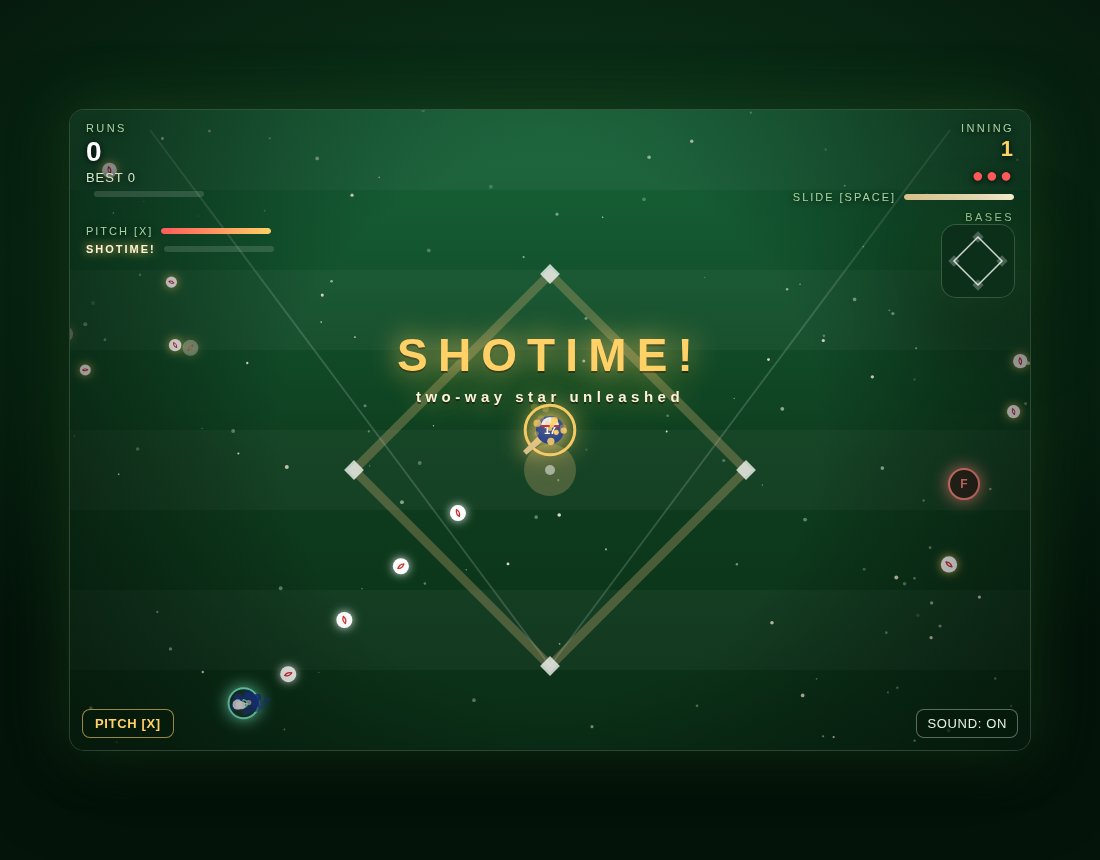 RUNS
0
BEST 0
PITCH [X]
SHOTIME!
INNING
1
SLIDE [SPACE]
BASES
SHOTIME!
two-way star unleashed
17
F
PITCH [X]
SOUND: ON